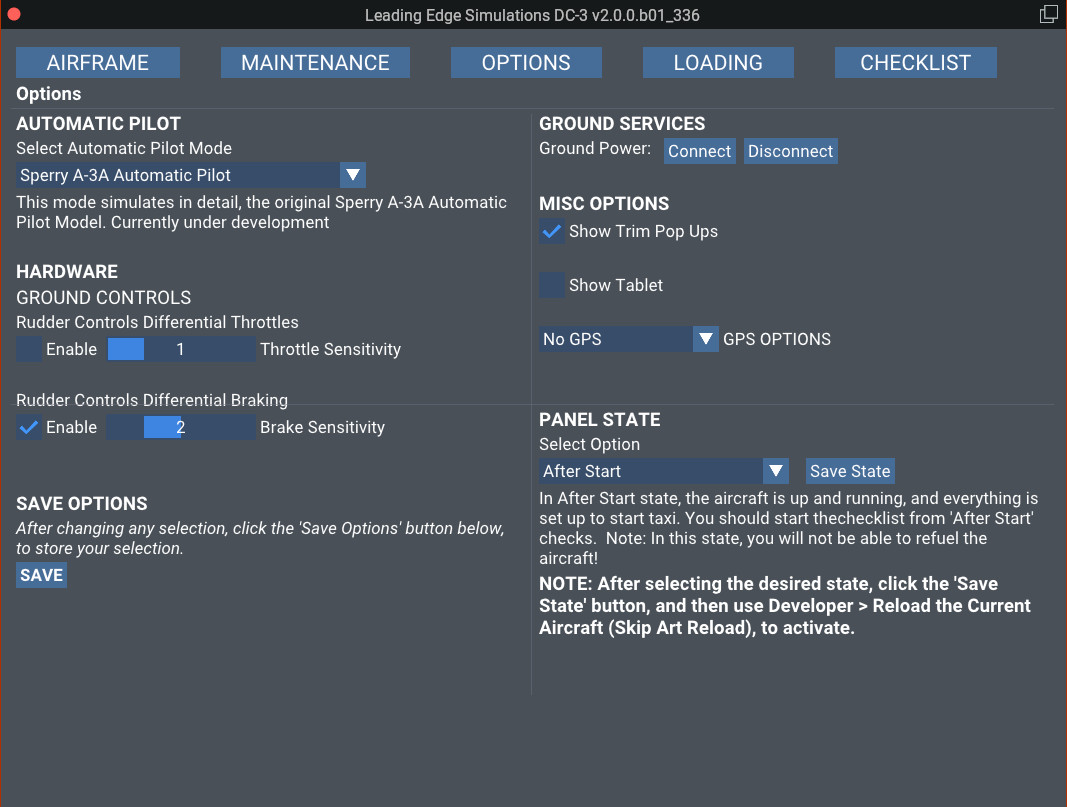 Leading Edge Simulations DC-3 v2.0.0.b01_336
AIRFRAME
MAINTENANCE
OPTIONS
LOADING
CHECKLIST
Options
AUTOMATIC PILOT
Select Automatic Pilot Mode
Sperry A-3A Automatic Pilot
This mode simulates in detail, the original Sperry A-3A Automatic
Pilot Model. Currently under development
HARDWARE
GROUND CONTROLS
Rudder Controls Differential Throttles
Enable
1
Throttle Sensitivity
Rudder Controls Differential Braking
Enable
2
Brake Sensitivity
SAVE OPTIONS
After changing any selection, click the 'Save Options' button below,
to store your selection.
SAVE
GROUND SERVICES
Ground Power:
Connect
Disconnect
MISC OPTIONS
Show Trim Pop Ups
Show Tablet
No GPS
GPS OPTIONS
PANEL STATE
Select Option
After Start
Save State
In After Start state, the aircraft is up and running, and everything is
set up to start taxi. You should start thechecklist from 'After Start'
checks.  Note: In this state, you will not be able to refuel the
aircraft!
NOTE: After selecting the desired state, click the 'Save
State' button, and then use Developer > Reload the Current
Aircraft (Skip Art Reload), to activate.